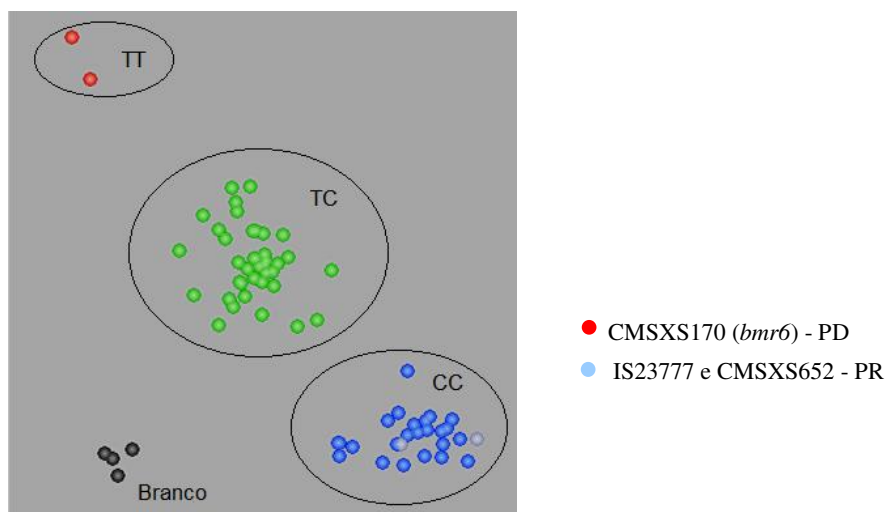 TT
TC
CC
Branco
CMSXS170 (bmr6) - PD
IS23777 e CMSXS652 - PR